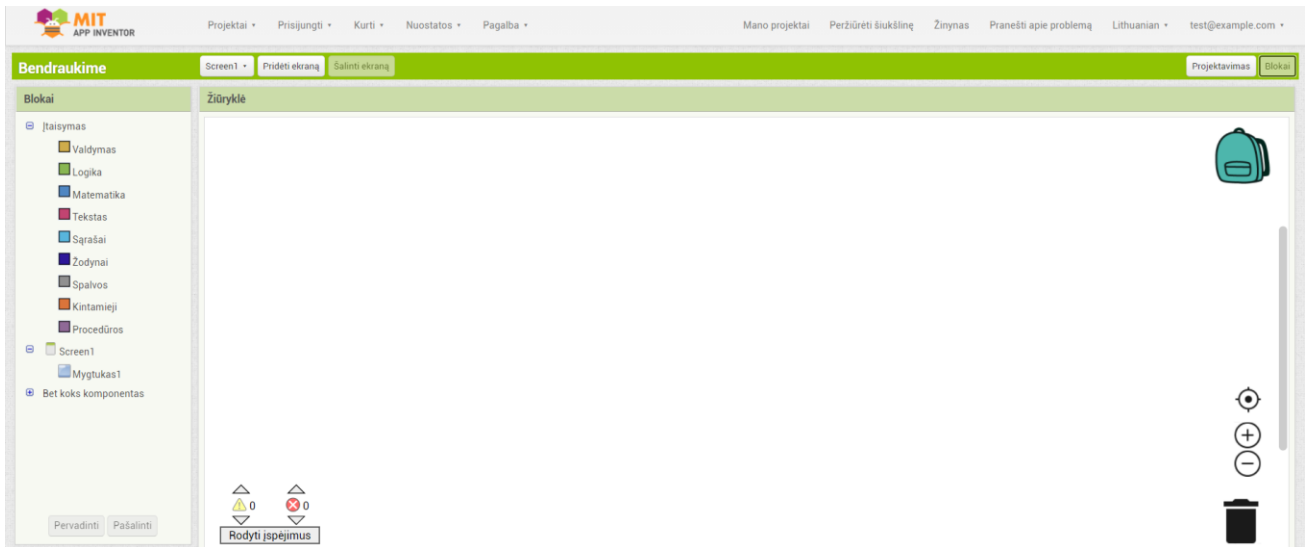 MIT
APP INVENTOR
Projektai Prisijungti Kurti Nuostatos Pagalba Mano projektai Peržiūrėti šiukšlinę Žinynas Pranešti apie problemą Lithuanian test@example.com
Bendraukime Screen1 Pridėti ekraną Šalinti ekraną Projektavimas Blokai
Blokai Žiūryklė
Įtaisymas
Valdymas
Logika
Matematika
Tekstas
Sąrašai
Žodynai
Spalvos
Kintamieji
Procedūros
Screen1
Mygtukas1
Bet koks komponentas
0 0
Pervadinti Pašalinti Rodyti įspėjimus